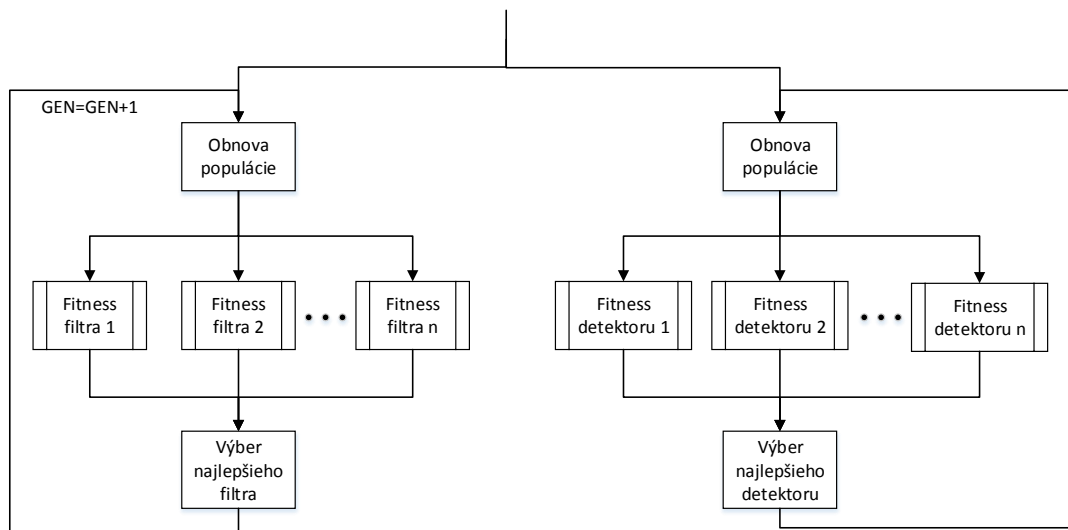 GEN=GEN+1
Obnova
populácie
Obnova
populácie
Fitness
filtra 1
Fitness
filtra 2
Fitness
filtra n
Fitness
detektoru 1
Fitness
detektoru 2
Fitness
detektoru n
Výber
najlepšieho
filtra
Výber
najlepšieho
detektoru